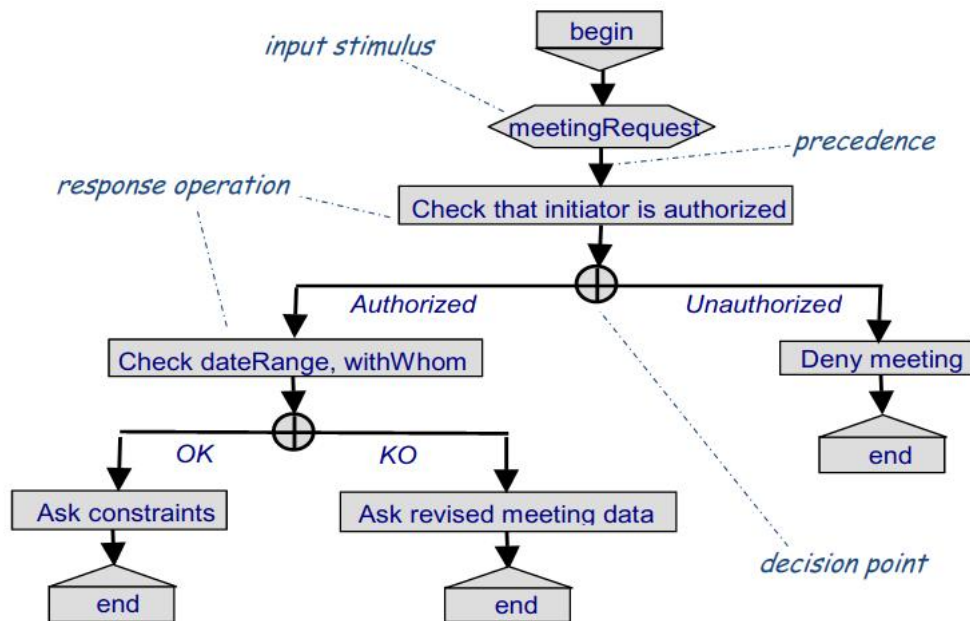 begin
input stimulus
meetingRequest
precedence
response operation
Check that initiator is authorized
Authorized
Unauthorized
Check dateRange, withWhom
Deny meeting
OK
KO
end
Ask constraints
Ask revised meeting data
decision point
end
end